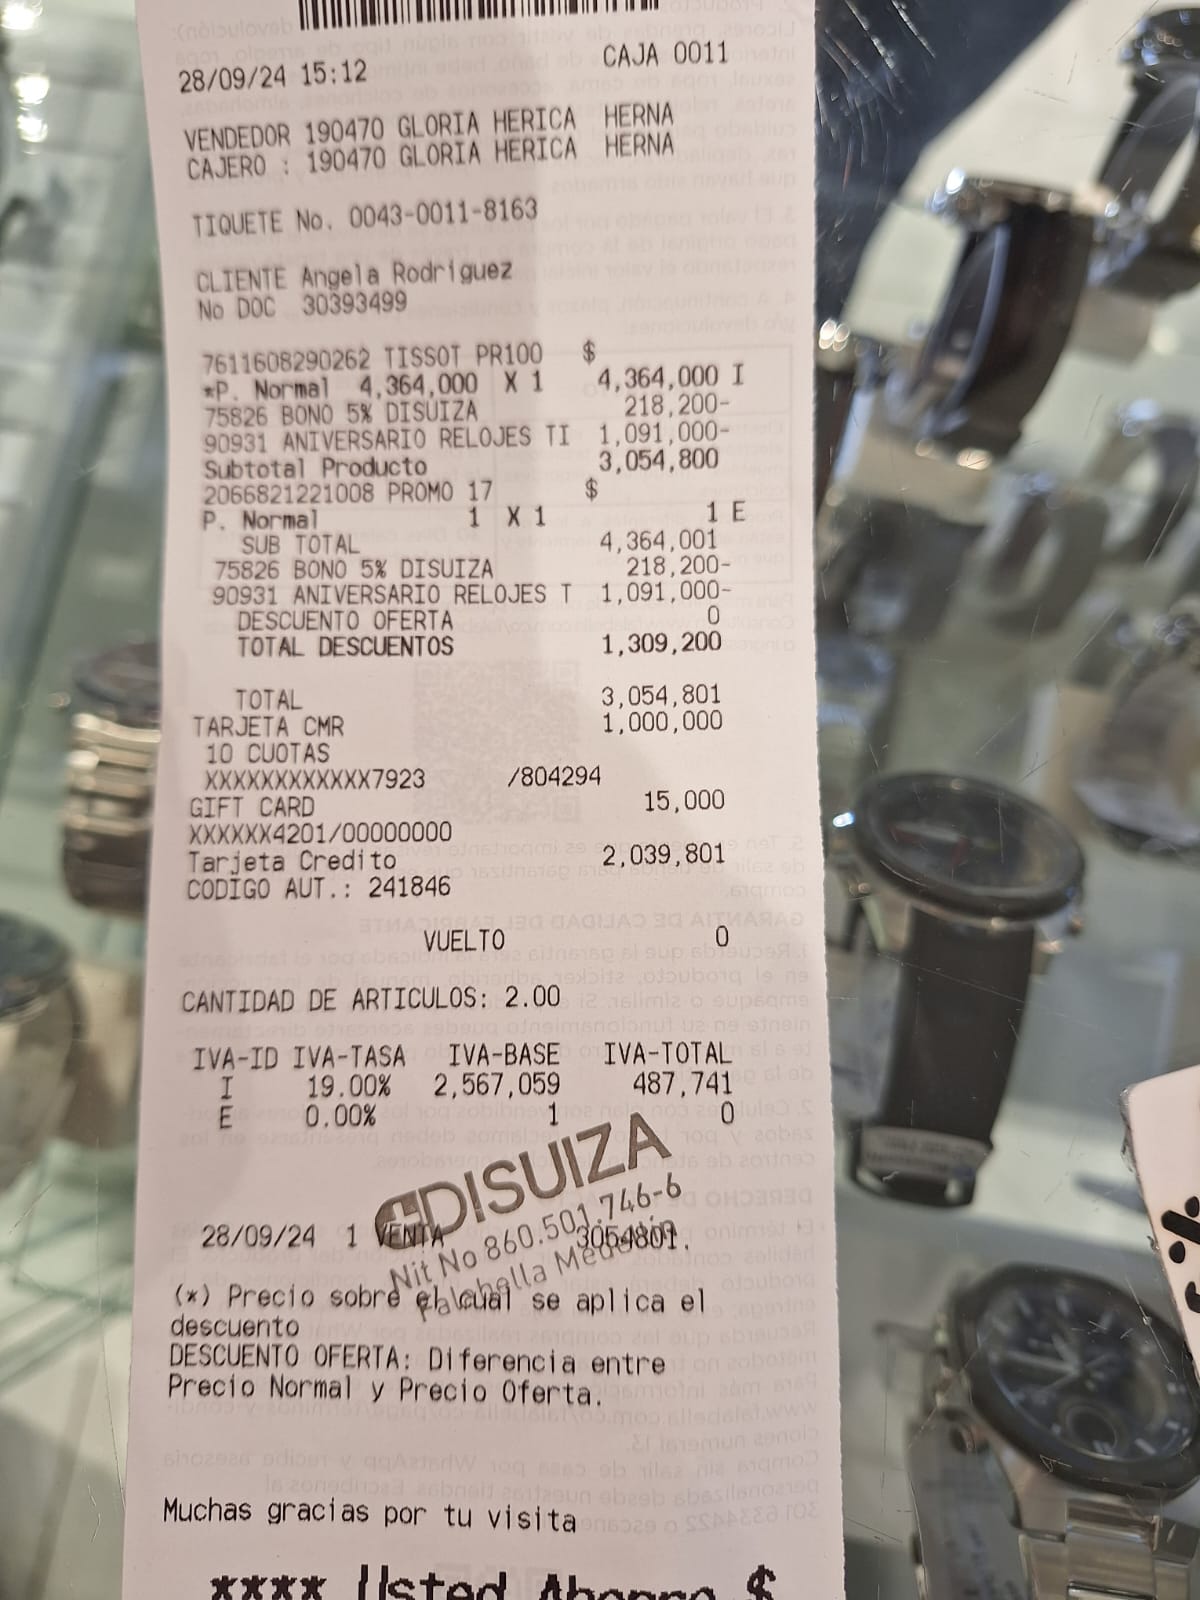 28/09/24 15:12 CAJA 0011
VENDEDOR 190470 GLORIA HERICA HERNA
CAJERO : 190470 GLORIA HERICA HERNA
TIQUETE No. 0043-0011-8163
CLIENTE Angela Rodriguez
No DOC 30393499
7611608290262 TISSOT PR100 $
*P. Normal 4,364,000 X 1 4,364,000 I
75826 BONO 5% DISUIZA 218,200-
90931 ANIVERSARIO RELOJES TI 1,091,000-
Subtotal Producto 3,054,800
2066821221008 PROMO 17 $
P. Normal 1 X 1 1 E
SUB TOTAL 4,364,001
75826 BONO 5% DISUIZA 218,200-
90931 ANIVERSARIO RELOJES T 1,091,000-
DESCUENTO OFERTA 0
TOTAL DESCUENTOS 1,309,200
TOTAL 3,054,801
TARJETA CMR 1,000,000
10 CUOTAS
XXXXXXXXXXXX7923 /804294
GIFT CARD 15,000
XXXXXX4201/00000000
Tarjeta Credito 2,039,801
CODIGO AUT.: 241846
VUELTO 0
CANTIDAD DE ARTICULOS: 2.00
IVA-ID IVA-TASA IVA-BASE IVA-TOTAL
I 19.00% 2,567,059 487,741
E 0.00% 1 0
DISUIZA
Nit No 860.501.746-6
Falabella Medellin
28/09/24 1 VENTA 3054801.
(*) Precio sobre el cual se aplica el
descuento
DESCUENTO OFERTA: Diferencia entre
Precio Normal y Precio Oferta.
Muchas gracias por tu visita
**** Usted Ahorro $